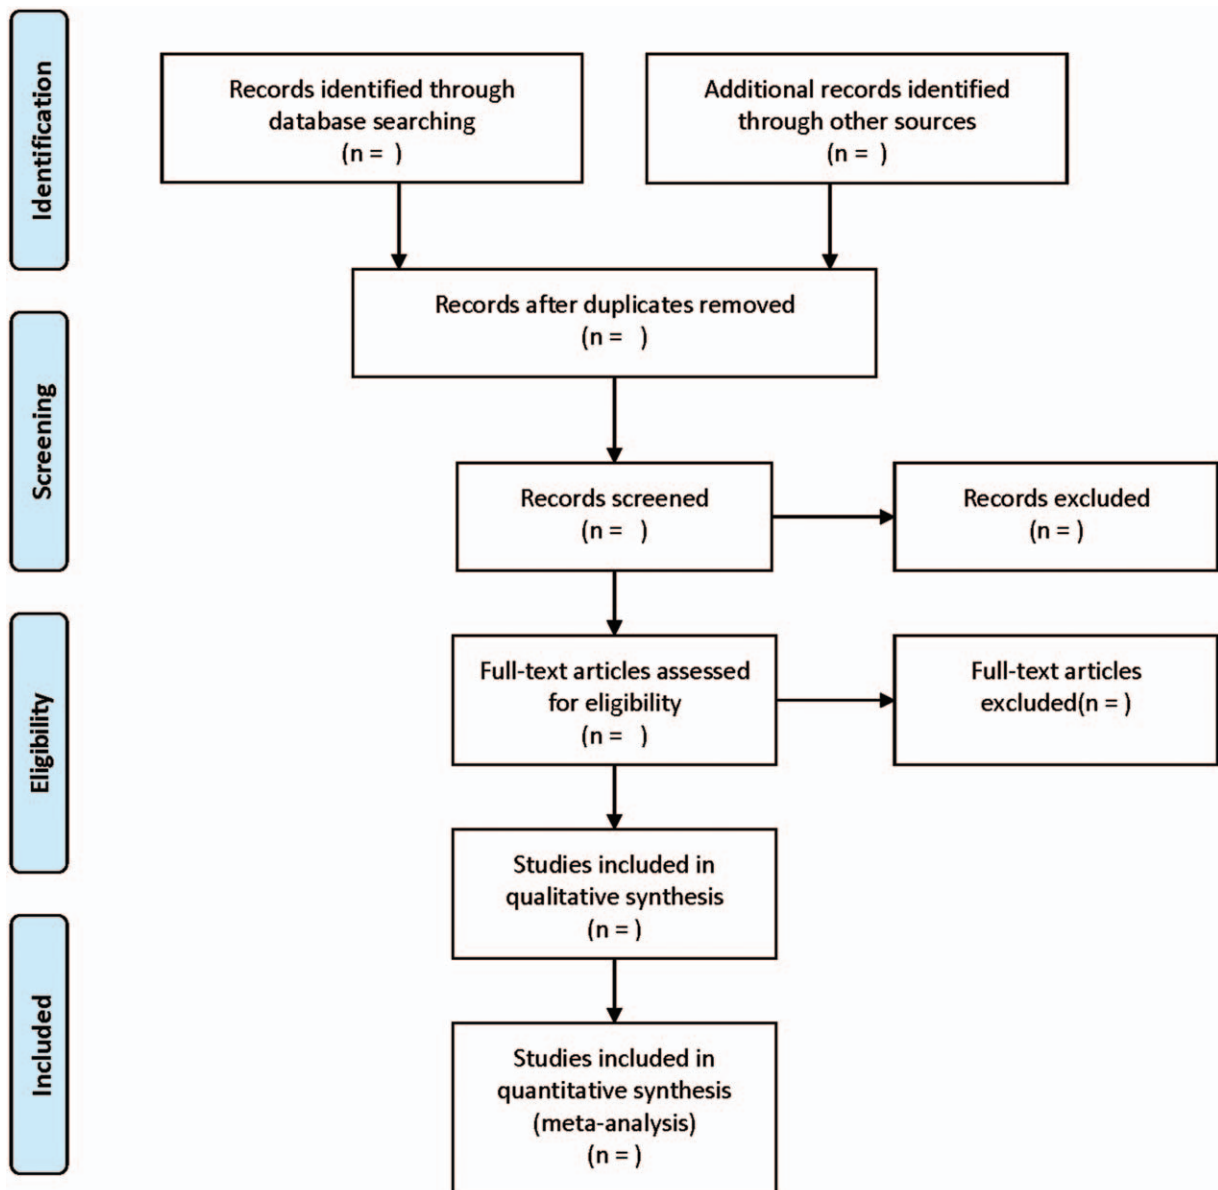 Identification
Records identified through
database searching
(n =  )
Additional records identified
through other sources
(n =  )
Records after duplicates removed
(n =   )
Screening
Records screened
(n =   )
Records excluded
(n = )
Eligibility
Full-text articles assessed
for eligibility
(n =   )
Full-text articles
excluded(n = )
Studies included in
qualitative synthesis
(n = )
Included
Studies included in
quantitative synthesis
(meta-analysis)
(n = )